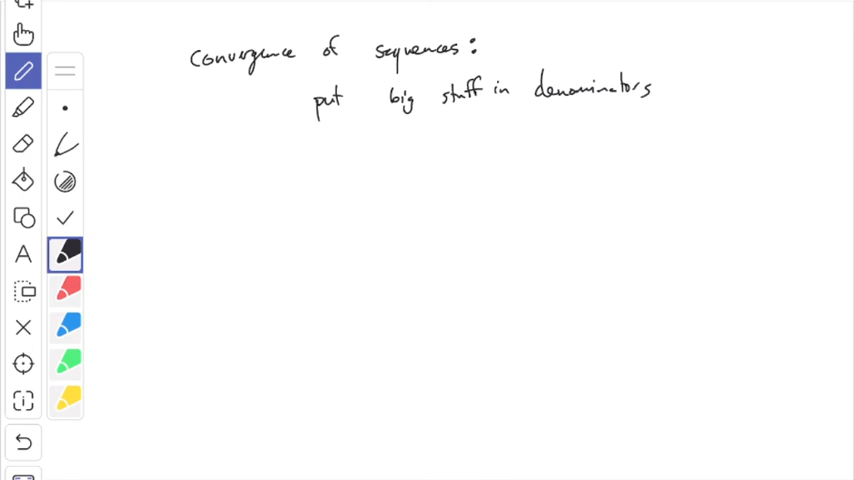 Convergence of sequences:
put big stuff in denominators
A